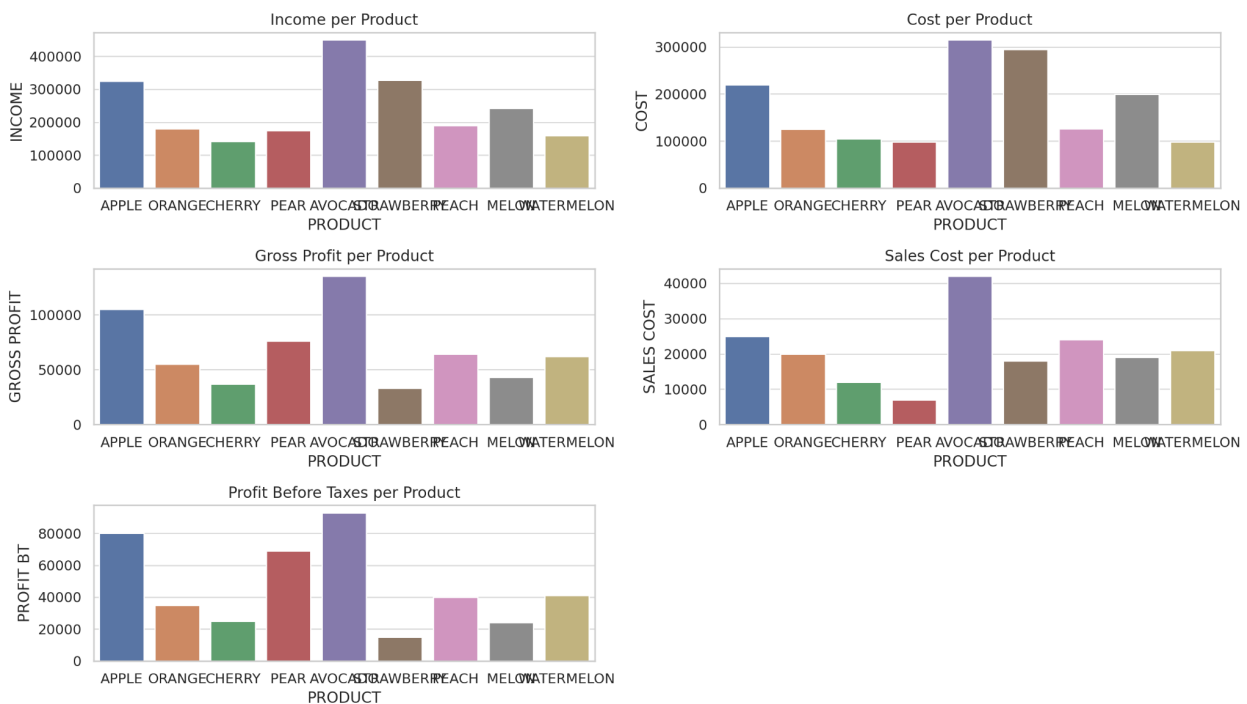 Income per Product
INCOME
400000
300000
200000
100000
0
APPLE ORANGE CHERRY PEAR AVOCADO STRAWBERRY PEACH MELON WATERMELON
PRODUCT
Cost per Product
COST
300000
200000
100000
0
APPLE ORANGE CHERRY PEAR AVOCADO STRAWBERRY PEACH MELON WATERMELON
PRODUCT
Gross Profit per Product
GROSS PROFIT
100000
50000
0
APPLE ORANGE CHERRY PEAR AVOCADO STRAWBERRY PEACH MELON WATERMELON
PRODUCT
Sales Cost per Product
SALES COST
40000
30000
20000
10000
0
APPLE ORANGE CHERRY PEAR AVOCADO STRAWBERRY PEACH MELON WATERMELON
PRODUCT
Profit Before Taxes per Product
PROFIT BT
80000
60000
40000
20000
0
APPLE ORANGE CHERRY PEAR AVOCADO STRAWBERRY PEACH MELON WATERMELON
PRODUCT